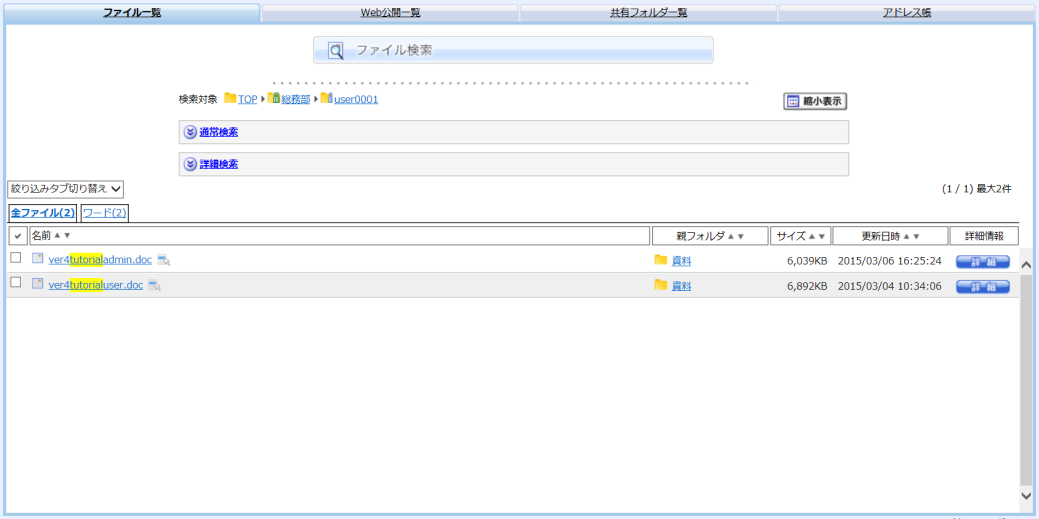 ファイル一覧 Web公開一覧 共有フォルダ一覧 アドレス帳
ファイル検索
検索対象 TOP 総務部 user0001 縮小表示
通常検索
詳細検索
絞り込みタブ切り替え (1 / 1) 最大2件
全ファイル(2) ワード(2)
名前 ▲ ▼ 親フォルダ ▲ ▼ サイズ ▲ ▼ 更新日時 ▲ ▼ 詳細情報
ver4tutorialadmin.doc 資料 6,039KB 2015/03/06 16:25:24 詳 細
ver4tutorialuser.doc 資料 6,892KB 2015/03/04 10:34:06 詳 細